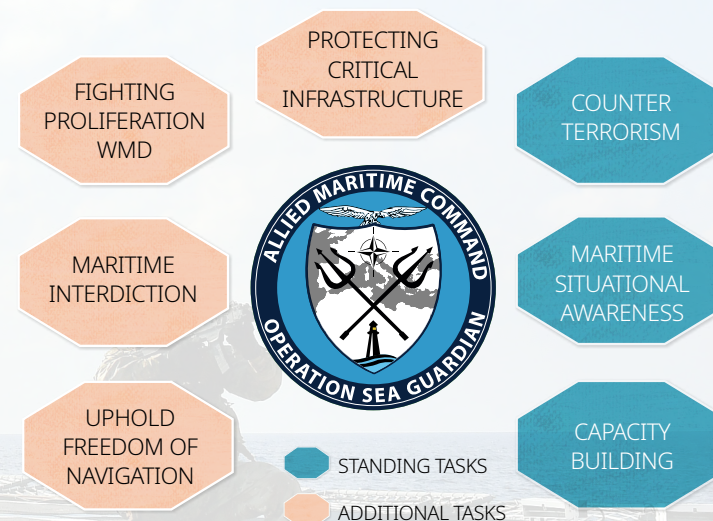 PROTECTING
CRITICAL
INFRASTRUCTURE
FIGHTING
PROLIFERATION
WMD
COUNTER
TERRORISM
ALLIED MARITIME COMMAND
OPERATION SEA GUARDIAN
MARITIME
INTERDICTION
MARITIME
SITUATIONAL
AWARENESS
UPHOLD
FREEDOM OF
NAVIGATION
CAPACITY
BUILDING
STANDING TASKS
ADDITIONAL TASKS